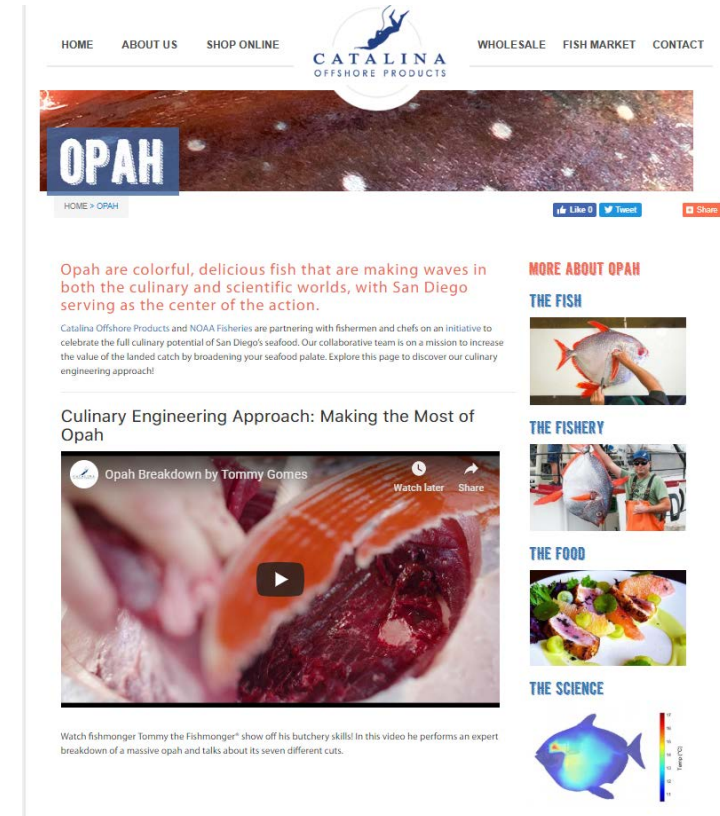 HOME ABOUT US SHOP ONLINE
CATALINA
OFFSHORE PRODUCTS
WHOLESALE FISH MARKET CONTACT
OPAH
HOME > OPAH
Like 0 Tweet Share
Opah are colorful, delicious fish that are making waves in
both the culinary and scientific worlds, with San Diego
serving as the center of the action.
Catalina Offshore Products and NOAA Fisheries are partnering with fishermen and chefs on an initiative to
celebrate the full culinary potential of San Diego's seafood. Our collaborative team is on a mission to increase
the value of the landed catch by broadening your seafood palate. Explore this page to discover our culinary
engineering approach!
Culinary Engineering Approach: Making the Most of
Opah
Opah Breakdown by Tommy Gomes
Watch later Share
Watch fishmonger Tommy the Fishmonger® show off his butchery skills! In this video he performs an expert
breakdown of a massive opah and talks about its seven different cuts.
MORE ABOUT OPAH
THE FISH
THE FISHERY
THE FOOD
THE SCIENCE
Temp (°C)